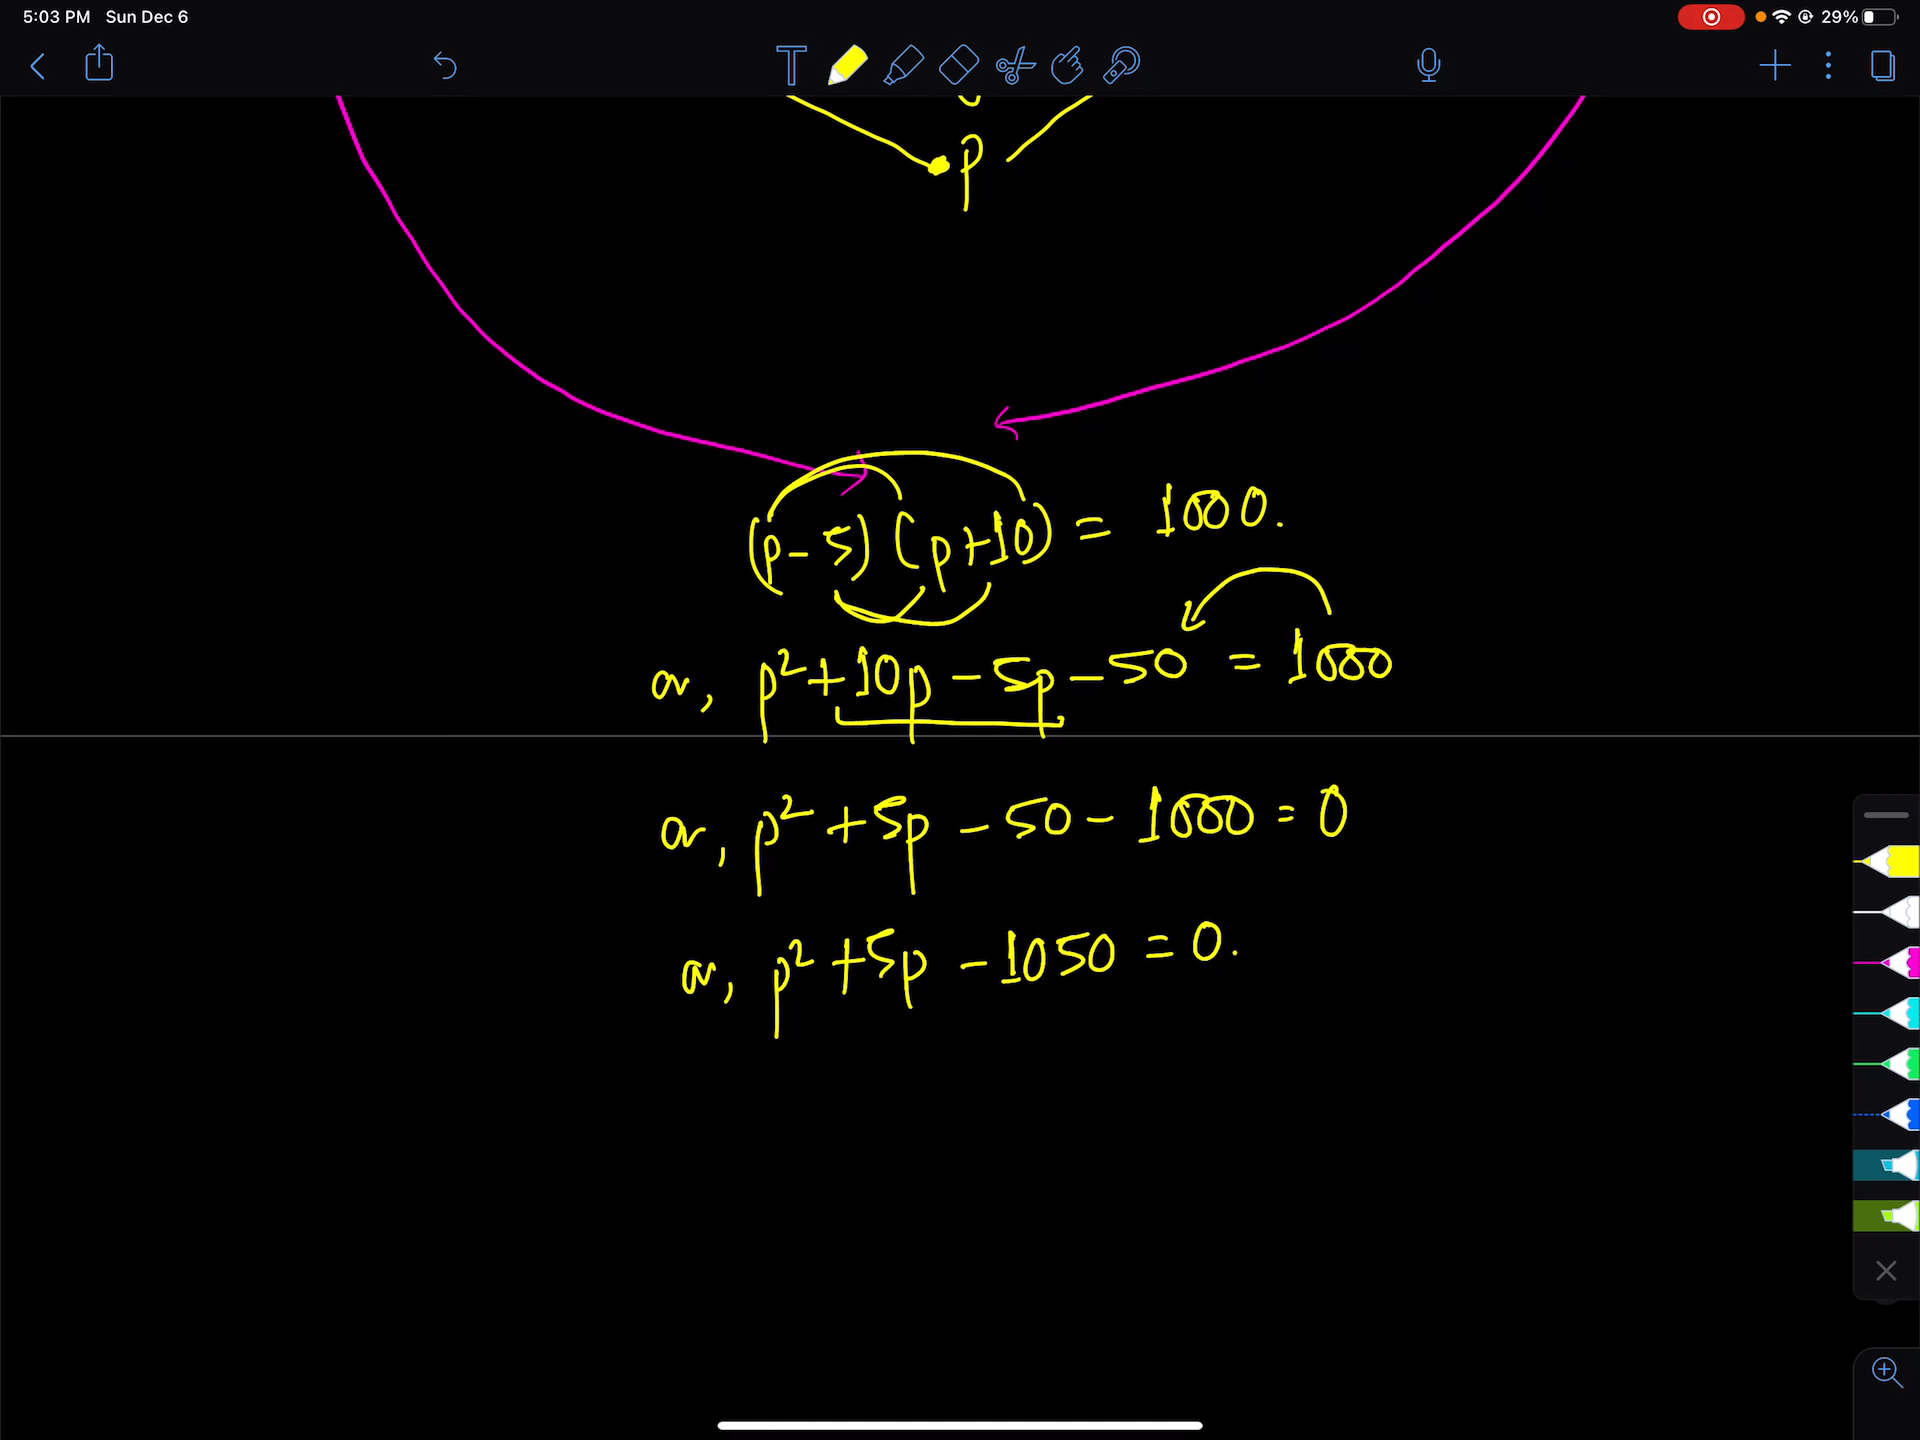 5:03 PM Sun Dec 6
29%
T
p
(p-5)(p+10) = 1000.
or, p²+10p-5p-50 = 1000
or, p²+5p-50-1000=0
or, p²+5p-1050=0.